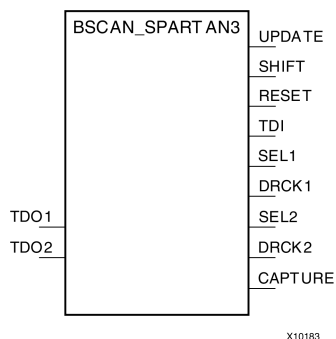 BSCAN_SPARTAN3
UPDATE
SHIFT
RESET
TDI
SEL1
DRCK1
TDO1
SEL2
TDO2
DRCK2
CAPTURE
X10183